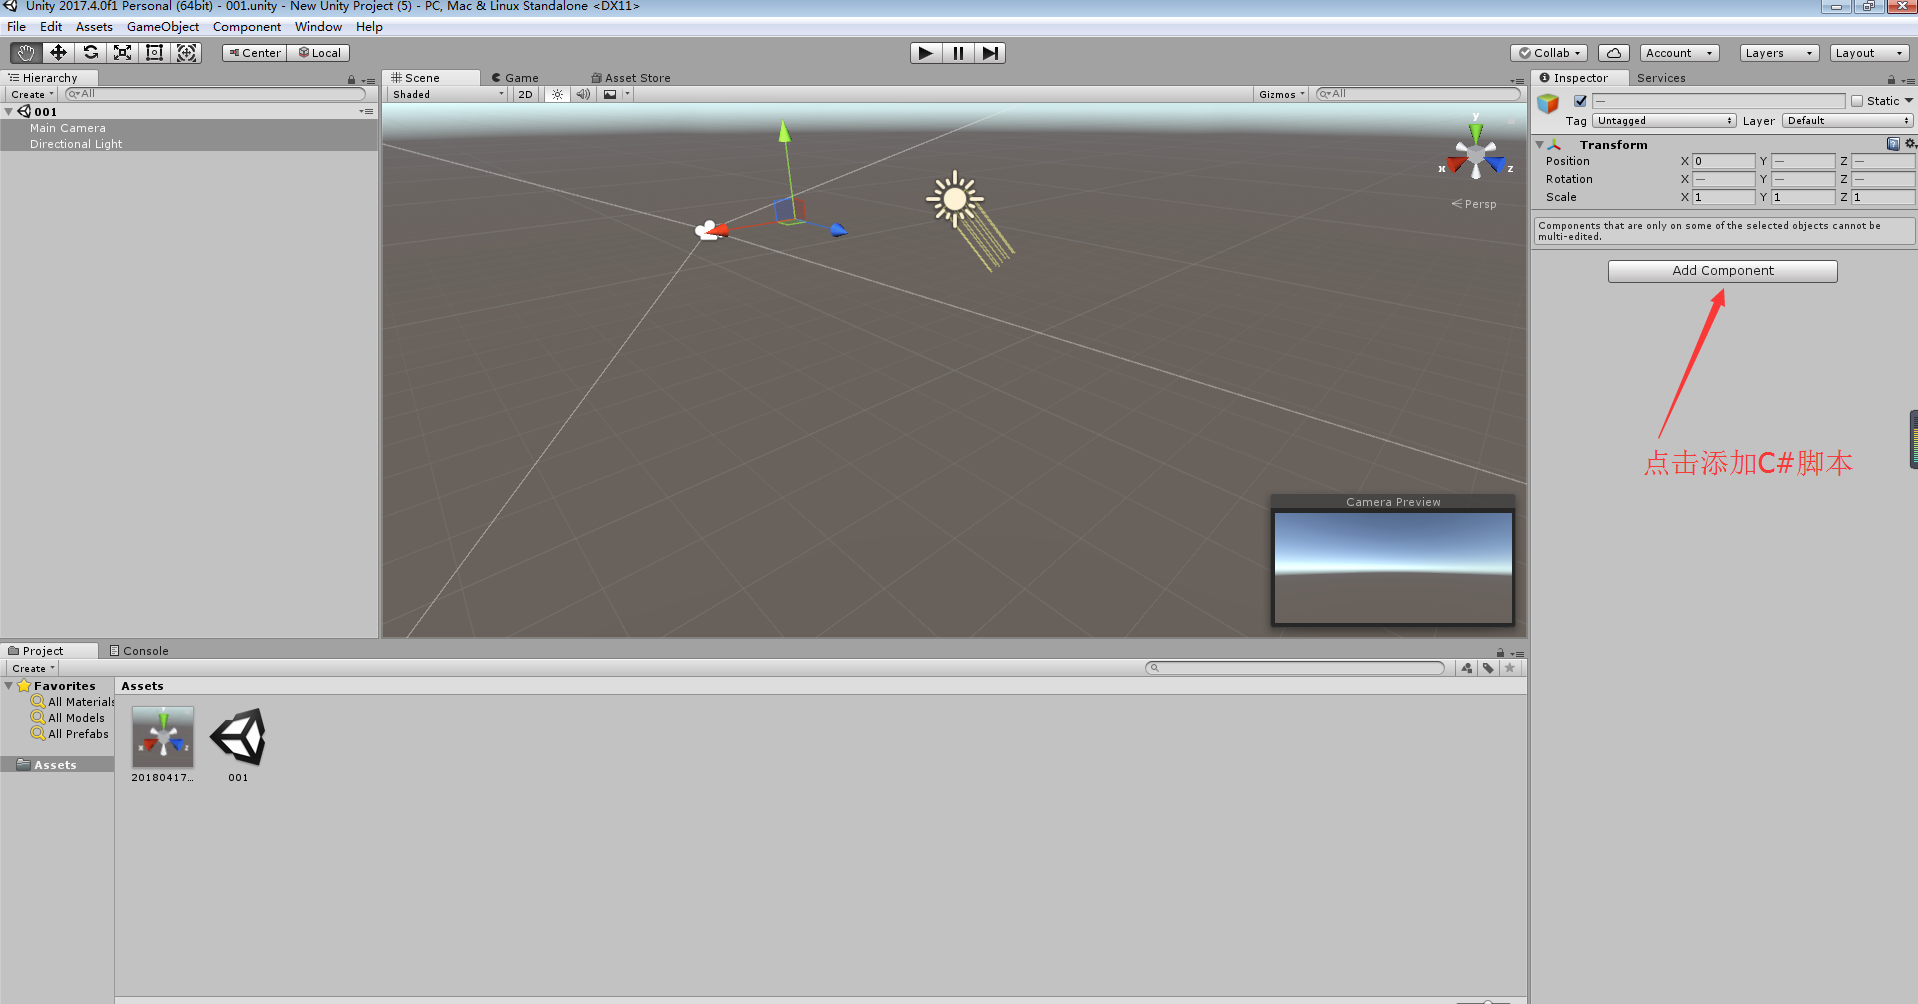 Unity 2017.4.0f1 Personal (64bit) - 001.unity - New Unity Project (5) - PC, Mac & Linux Standalone <DX11>
File Edit Assets GameObject Component Window Help
Center Local
Collab Account Layers Layout
Hierarchy
Create All
001
Main Camera
Directional Light
Scene Game Asset Store
Shaded 2D Gizmos All
y
x z
Persp
Camera Preview
Inspector Services
— Static
Tag Untagged Layer Default
Transform
Position X 0 Y — Z —
Rotation X — Y — Z —
Scale X 1 Y 1 Z 1
Components that are only on some of the selected objects cannot be
multi-edited.
Add Component
点击添加C#脚本
Project Console
Create
Favorites
All Materials
All Models
All Prefabs
Assets
Assets
20180417...
001